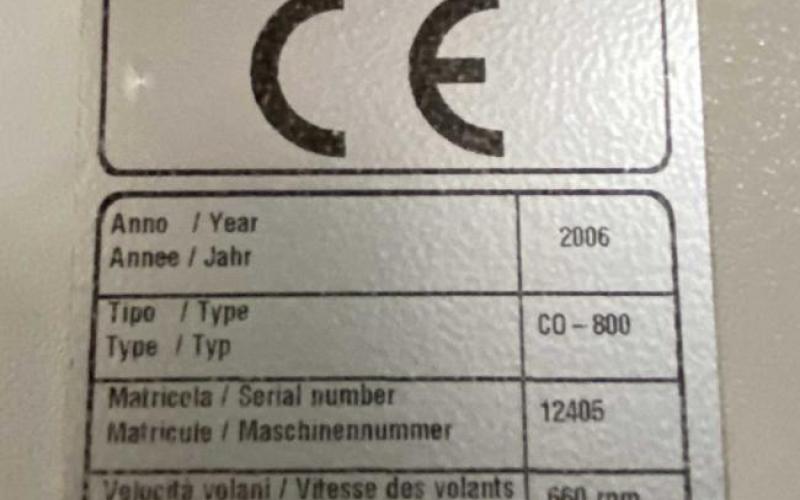 CE
Anno / Year
Annee / Jahr
2006
Tipo / Type
Type / Typ
CO - 800
Matricola / Serial number
Matricule / Maschinennummer
12405
Velocità volani / Vitesse des volants
660 rpm